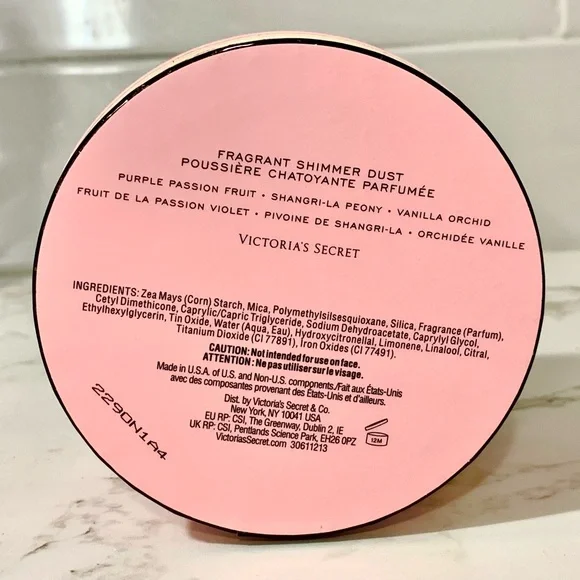 FRAGRANT SHIMMER DUST
POUSSIÈRE CHATOYANTE PARFUMÉE
PURPLE PASSION FRUIT • SHANGRI-LA PEONY • VANILLA ORCHID
FRUIT DE LA PASSION VIOLET • PIVOINE DE SHANGRI-LA • ORCHIDÉE VANILLE
VICTORIA'S SECRET
INGREDIENTS: Zea Mays (Corn) Starch, Mica, Polymethylsilsesquioxane, Silica, Fragrance (Parfum),
Cetyl Dimethicone, Caprylic/Capric Triglyceride, Sodium Dehydroacetate, Caprylyl Glycol,
Ethylhexylglycerin, Tin Oxide, Water (Aqua, Eau), Hydroxycitronellal, Limonene, Linalool, Citral,
Titanium Dioxide (CI 77891), Iron Oxides (CI 77491).
CAUTION: Not intended for use on face.
ATTENTION : Ne pas utiliser sur le visage.
Made in U.S.A. of U.S. and Non-U.S. components./Fait aux États-Unis
avec des composantes provenant des États-Unis et d'ailleurs.
Dist. by Victoria's Secret & Co.
New York, NY 10041 USA
EU RP: CSI, The Greenway, Dublin 2, IE
UK RP: CSI, Pentlands Science Park, EH26 0PZ
VictoriasSecret.com 30611213
12M
2290N1A4